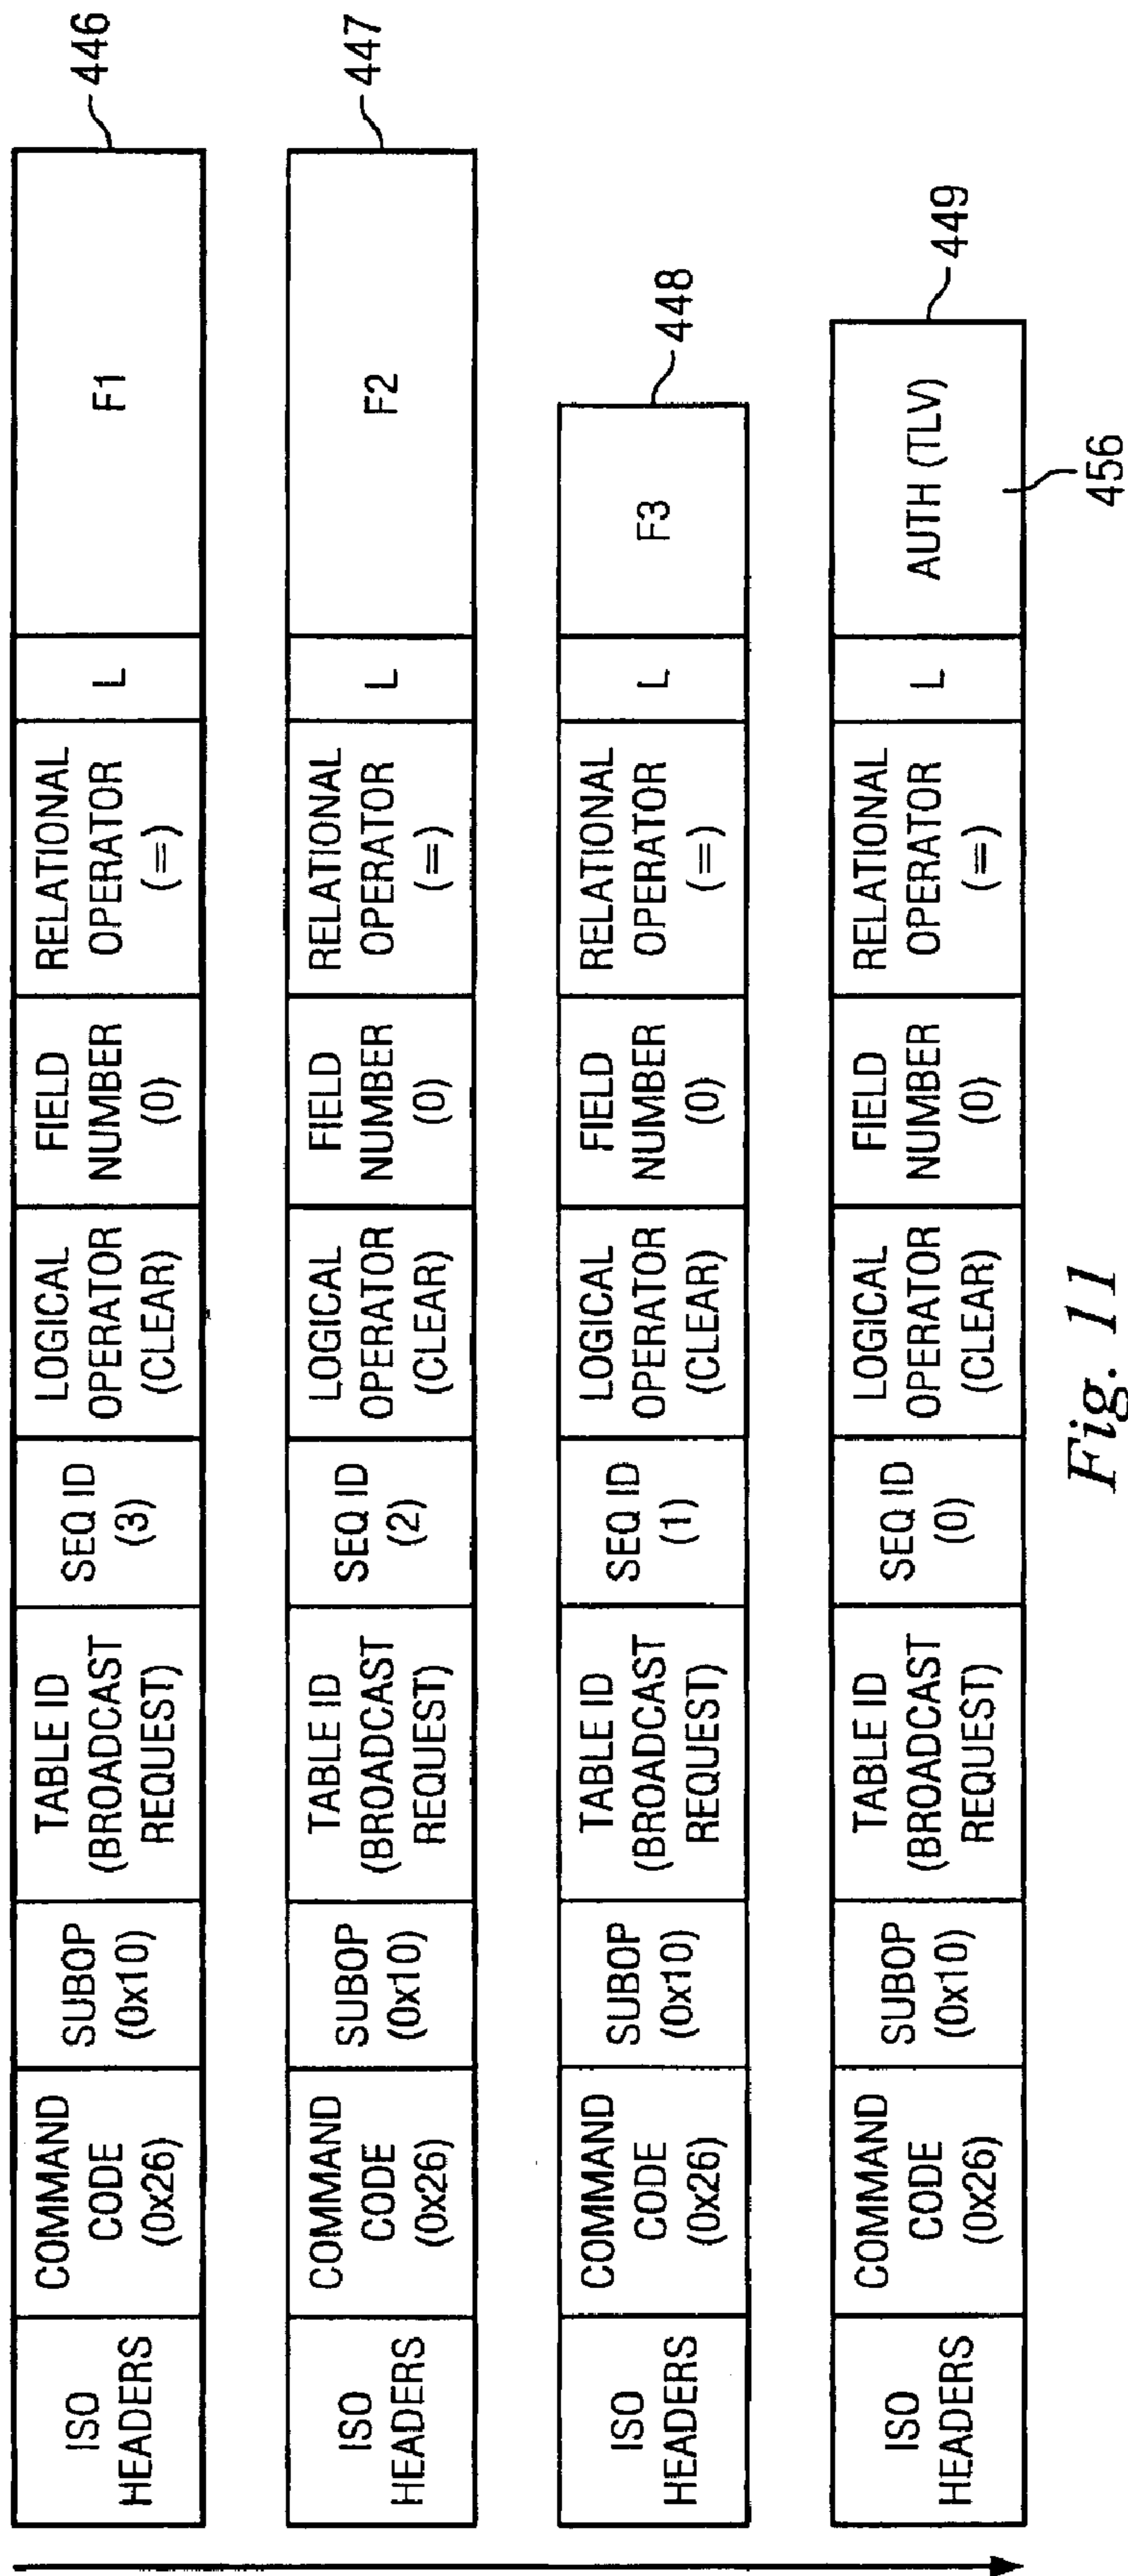 ISO
HEADERS
COMMAND
CODE
(0x26)
SUBOP
(0x10)
TABLE ID
(BROADCAST
REQUEST)
SEQ ID
(3)
LOGICAL
OPERATOR
(CLEAR)
FIELD
NUMBER
(0)
RELATIONAL
OPERATOR
(=)
L
F1
446
ISO
HEADERS
COMMAND
CODE
(0x26)
SUBOP
(0x10)
TABLE ID
(BROADCAST
REQUEST)
SEQ ID
(2)
LOGICAL
OPERATOR
(CLEAR)
FIELD
NUMBER
(0)
RELATIONAL
OPERATOR
(=)
L
F2
447
ISO
HEADERS
COMMAND
CODE
(0x26)
SUBOP
(0x10)
TABLE ID
(BROADCAST
REQUEST)
SEQ ID
(1)
LOGICAL
OPERATOR
(CLEAR)
FIELD
NUMBER
(0)
RELATIONAL
OPERATOR
(=)
L
F3
448
ISO
HEADERS
COMMAND
CODE
(0x26)
SUBOP
(0x10)
TABLE ID
(BROADCAST
REQUEST)
SEQ ID
(0)
LOGICAL
OPERATOR
(CLEAR)
FIELD
NUMBER
(0)
RELATIONAL
OPERATOR
(=)
L
AUTH (TLV)
449
456
Fig. 11